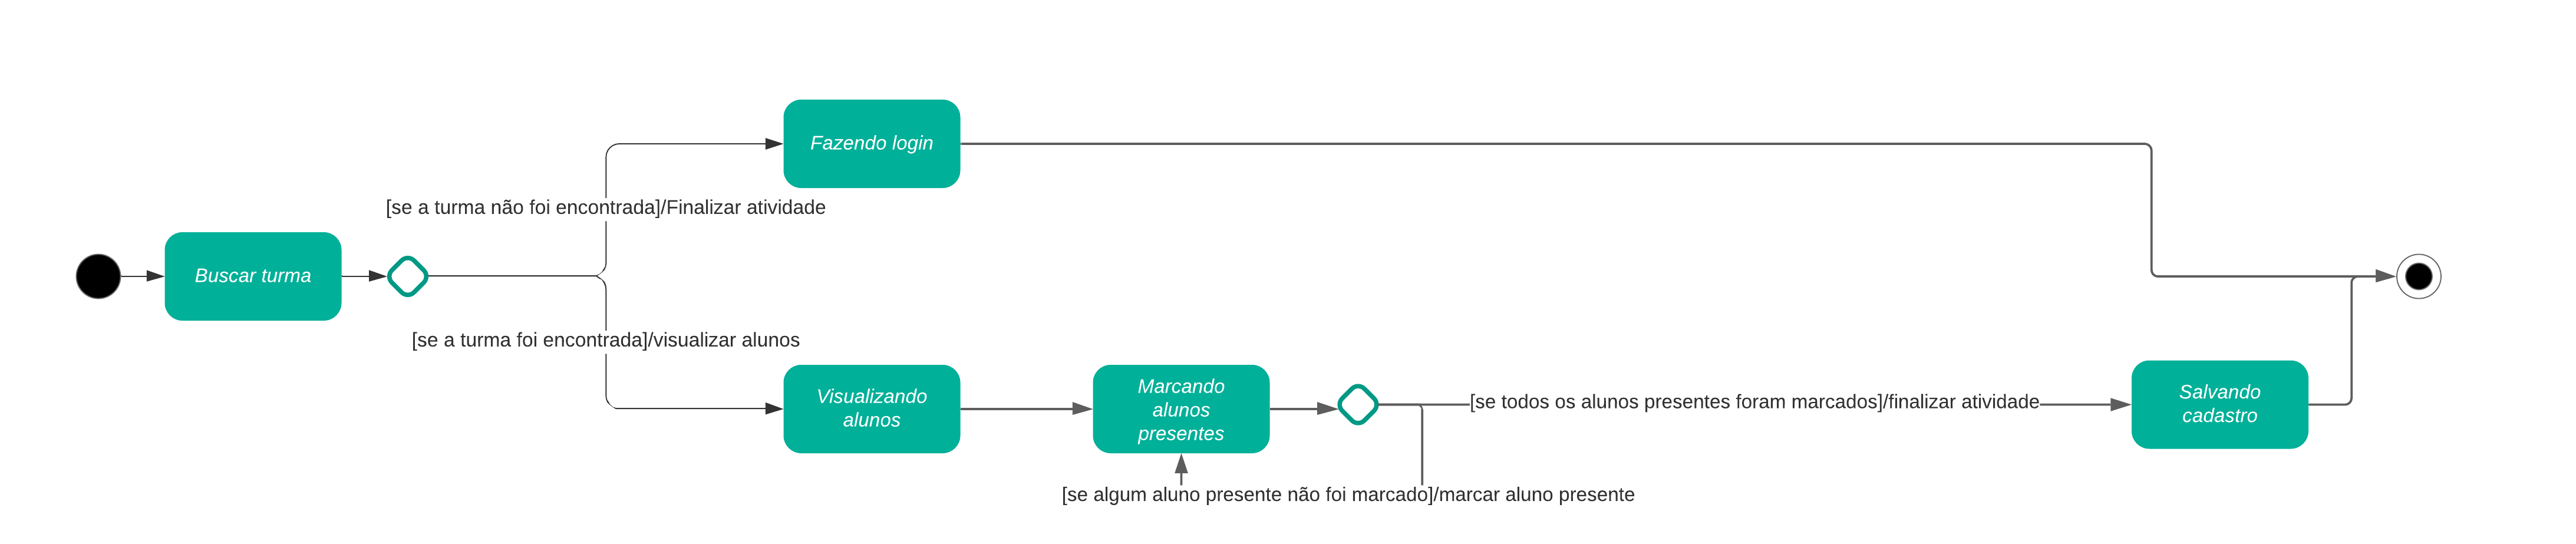 Fazendo login
[se a turma não foi encontrada]/Finalizar atividade
Buscar turma
[se a turma foi encontrada]/visualizar alunos
Visualizando
alunos
Marcando
alunos
presentes
[se todos os alunos presentes foram marcados]/finalizar atividade
Salvando
cadastro
[se algum aluno presente não foi marcado]/marcar aluno presente